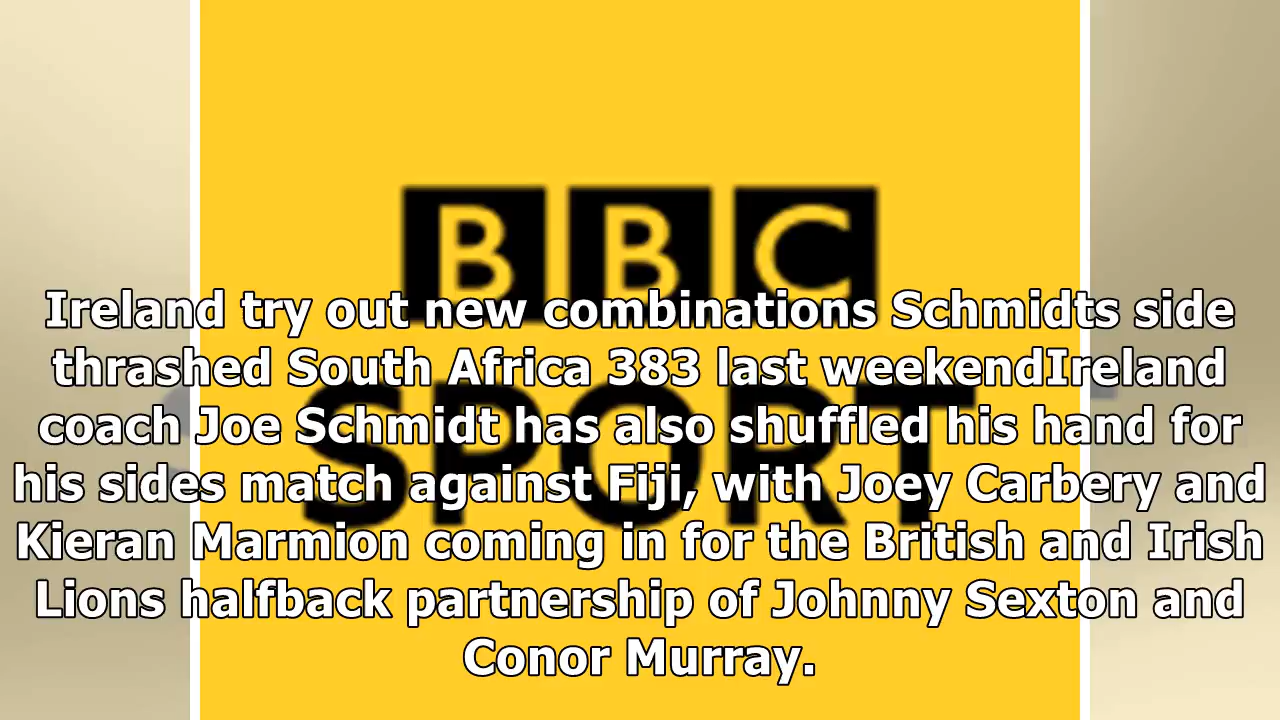 BBC
SPORT
Ireland try out new combinations Schmidts side
thrashed South Africa 383 last weekendIreland
coach Joe Schmidt has also shuffled his hand for
his sides match against Fiji, with Joey Carbery and
Kieran Marmion coming in for the British and Irish
Lions halfback partnership of Johnny Sexton and
Conor Murray.